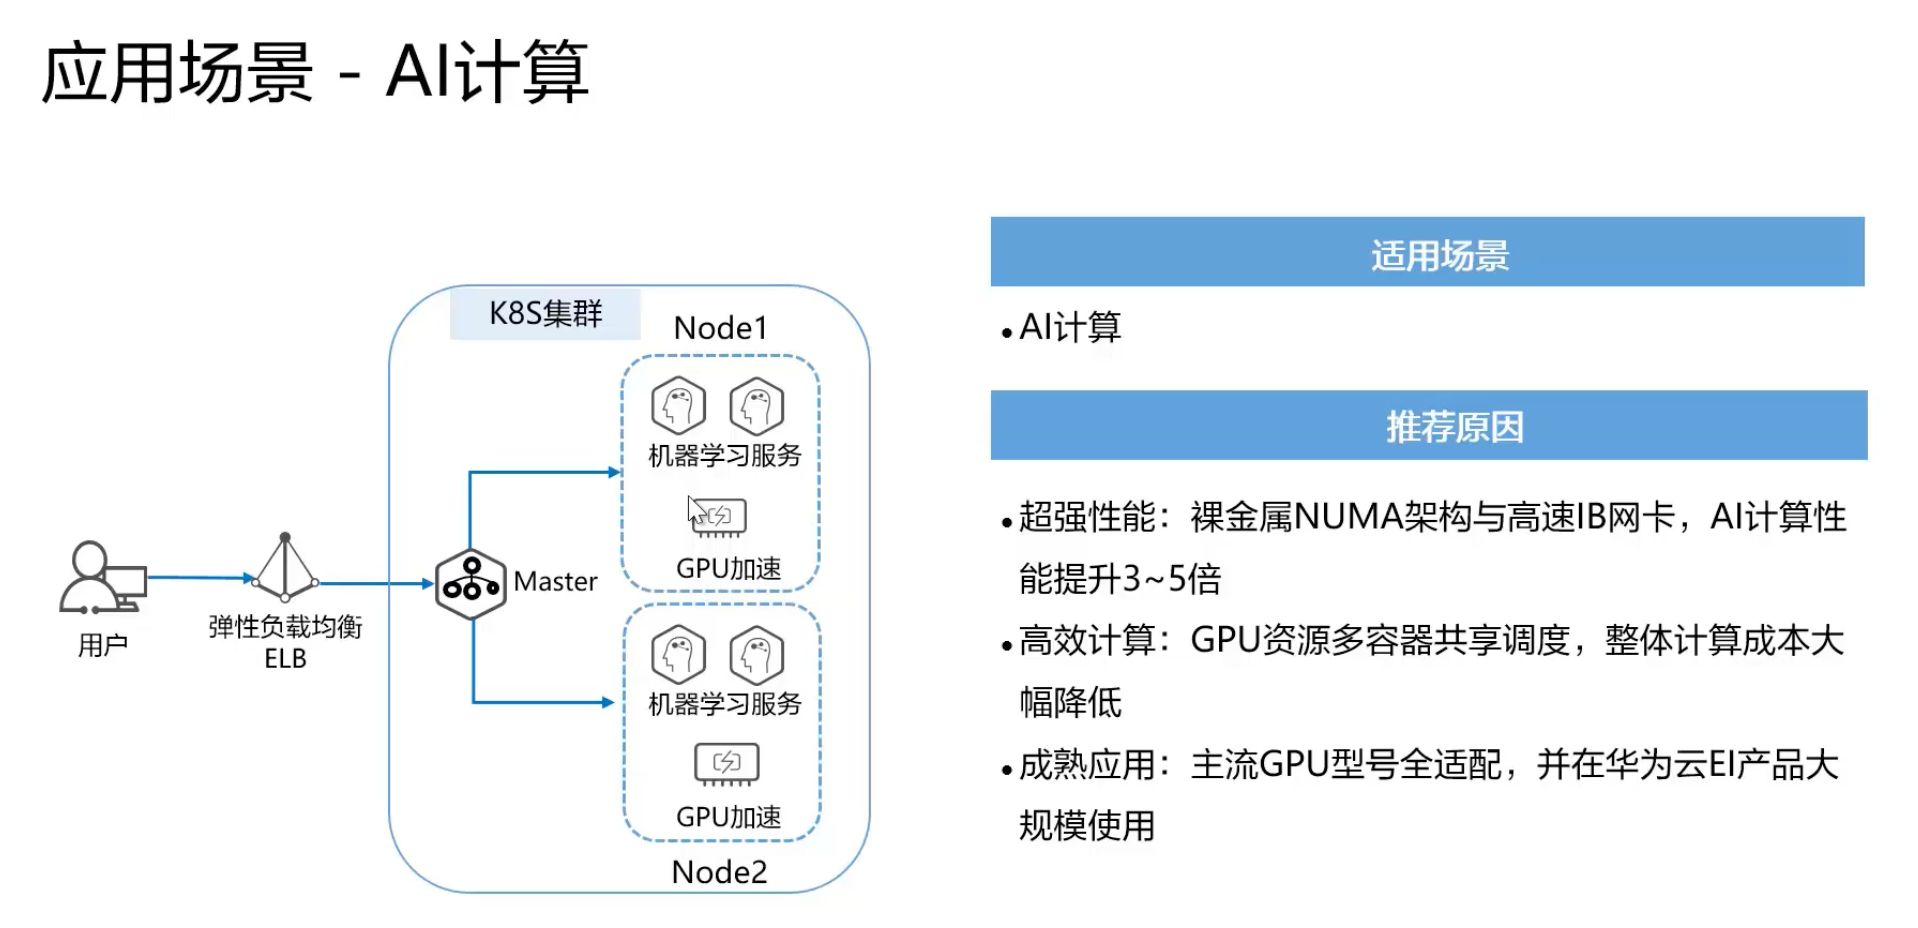 应用场景 - AI计算
K8S集群
Node1
机器学习服务
GPU加速
Master
用户
弹性负载均衡
ELB
机器学习服务
GPU加速
Node2
适用场景
•AI计算
推荐原因
•超强性能：裸金属NUMA架构与高速IB网卡，AI计算性
能提升3~5倍
•高效计算：GPU资源多容器共享调度，整体计算成本大
幅降低
•成熟应用：主流GPU型号全适配，并在华为云EI产品大
规模使用